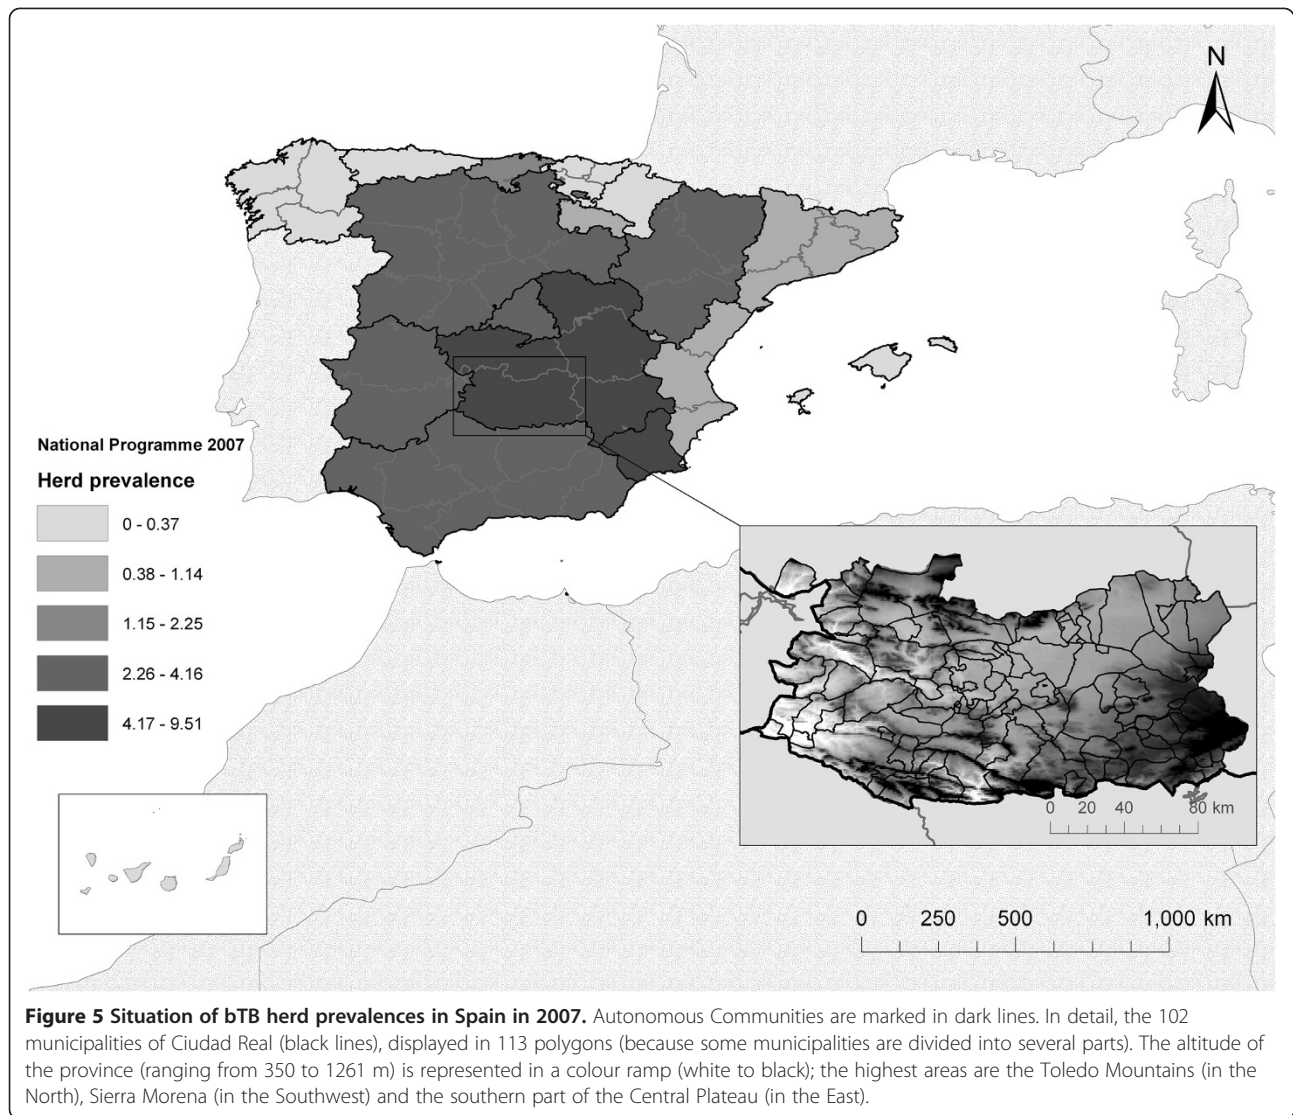 N
National Programme 2007
Herd prevalence
0 - 0.37
0.38 - 1.14
1.15 - 2.25
2.26 - 4.16
4.17 - 9.51
0 20 40 80 km
0 250 500 1,000 km
Figure 5 Situation of bTB herd prevalences in Spain in 2007. Autonomous Communities are marked in dark lines. In detail, the 102
municipalities of Ciudad Real (black lines), displayed in 113 polygons (because some municipalities are divided into several parts). The altitude of
the province (ranging from 350 to 1261 m) is represented in a colour ramp (white to black); the highest areas are the Toledo Mountains (in the
North), Sierra Morena (in the Southwest) and the southern part of the Central Plateau (in the East).